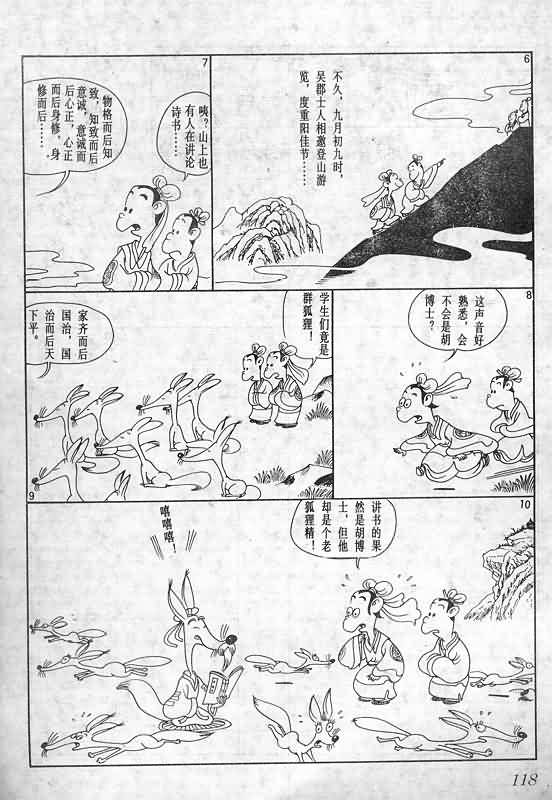 6
不久，九月初九时，
吴郡士人相邀登山游
览，度重阳佳节……
7
咦？山上也
有人在讲论
诗书……
物格而后知
致，知致而后
意诚，意诚而
后心正，心正
而后身修，身
修而后……
8
这声音好
熟悉，会
不会是胡
博士？
9
学生们竟是
群狐狸！
家齐而后
国治，国
治而后天
下平。
10
讲书的果
然是胡博
士，但他
却是个老
狐狸精！
嘻嘻嘻！
118